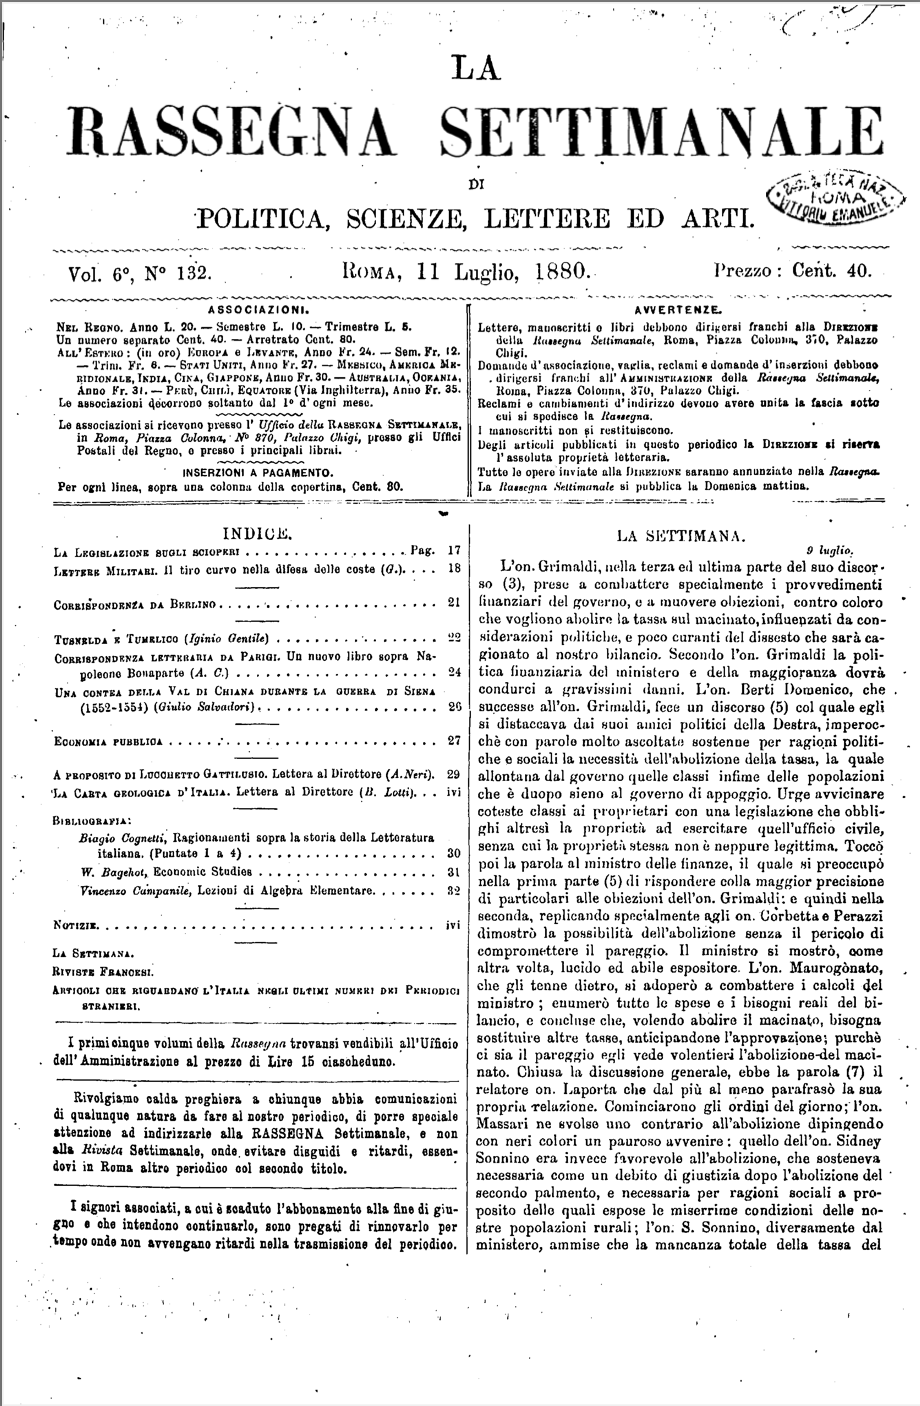 LA
RASSEGNA SETTIMANALE
DI
POLITICA, SCIENZE, LETTERE ED ARTI.
ROMA
VITTORIO EMANUELE
Vol. 6º, Nº 132.
ROMA, 11 Luglio, 1880.
Prezzo: Cent. 40.
ASSOCIAZIONI.
NEL REGNO. Anno L. 20. — Semestre L. 10. — Trimestre L. 5.
Un numero separato Cent. 40. — Arretrato Cent. 80.
ALL'ESTERO: (in oro) EUROPA e LEVANTE, Anno Fr. 24. — Sem. Fr. 12.
— Trim. Fr. 6. — STATI UNITI, Anno Fr. 27. — MESSICO, AMERICA ME-
RIDIONALE, INDIA, CINA, GIAPPONE, Anno Fr. 30. — AUSTRALIA, OCEANIA,
Anno Fr. 31. — PERÙ, CHILÌ, EQUATORE (Via Inghilterra), Anno Fr. 35.
Le associazioni decorrono soltanto dal 1º d'ogni mese.
Le associazioni si ricevono presso l'Ufficio della RASSEGNA SETTIMANALE,
in Roma, Piazza Colonna, Nº 370, Palazzo Chigi, presso gli Uffici
Postali del Regno, e presso i principali librai.
INSERZIONI A PAGAMENTO.
Per ogni linea, sopra una colonna della copertina, Cent. 80.
AVVERTENZE.
Lettere, manoscritti e libri debbono dirigersi franchi alla DIREZIONE
della Rassegna Settimanale, Roma, Piazza Colonna, 370, Palazzo
Chigi.
Domande d'associazione, vaglia, reclami e domande d'inserzioni debbono
dirigersi franchi all'AMMINISTRAZIONE della Rassegna Settimanale,
Roma, Piazza Colonna, 370, Palazzo Chigi.
Reclami e cambiamenti d'indirizzo devono avere unita la fascia sotto
cui si spedisce la Rassegna.
I manoscritti non si restituiscono.
Degli articoli pubblicati in questo periodico la DIREZIONE si riserva
l'assoluta proprietà letteraria.
Tutte le opere inviate alla DIREZIONE saranno annunziate nella Rassegna.
La Rassegna Settimanale si pubblica la Domenica mattina.
INDICE.
LA LEGISLAZIONE SUGLI SCIOPERI . . . . . . . . . . . . . . . . Pag. 17
LETTERE MILITARI. Il tiro curvo nella difesa delle coste (G.). . . . 18
CORRISPONDENZA DA BERLINO . . . . . . . . . . . . . . . . . . . . . . 21
TUSNELDA E TUMELICO (Iginio Gentile) . . . . . . . . . . . . . . . . 22
CORRISPONDENZA LETTERARIA DA PARIGI. Un nuovo libro sopra Na-
poleone Bonaparte (A. C.) . . . . . . . . . . . . . . . . . . . . 24
UNA CONTEA DELLA VAL DI CHIANA DURANTE LA GUERRA DI SIENA
(1552-1554) (Giulio Salvadori) . . . . . . . . . . . . . . . . . . 26
ECONOMIA PUBBLICA . . . . . . . . . . . . . . . . . . . . . . . . . . 27
A PROPOSITO DI LUCCHETTO GATTILUSIO. Lettera al Direttore (A. Neri). 29
LA CARTA GEOLOGICA D'ITALIA. Lettera al Direttore (B. Lotti). . . ivi
BIBLIOGRAFIA:
Biagio Cognetti, Ragionamenti sopra la storia della Letteratura
italiana. (Puntate 1 a 4) . . . . . . . . . . . . . . . . . . . 30
W. Bagehot, Economic Studies . . . . . . . . . . . . . . . . . . . 31
Vincenzo Campanile, Lezioni di Algebra Elementare. . . . . . . 32
NOTIZIE. . . . . . . . . . . . . . . . . . . . . . . . . . . . . . . . ivi
LA SETTIMANA.
RIVISTE FRANCESI.
ARTICOLI CHE RIGUARDANO L'ITALIA NEGLI ULTIMI NUMERI DEI PERIODICI
STRANIERI.
I primi cinque volumi della Rassegna trovansi vendibili all'Ufficio
dell'Amministrazione al prezzo di Lire 15 ciascheduno.
Rivolgiamo calda preghiera a chiunque abbia comunicazioni
di qualunque natura da fare al nostro periodico, di porre speciale
attenzione ad indirizzarle alla RASSEGNA Settimanale, e non
alla Rivista Settimanale, onde evitare disguidi e ritardi, essen-
dovi in Roma altro periodico col secondo titolo.
I signori associati, a cui è scaduto l'abbonamento alla fine di giu-
gno e che intendono continuarlo, sono pregati di rinnovarlo per
tempo onde non avvengano ritardi nella trasmissione del periodico.
LA SETTIMANA.
9 luglio.
L'on. Grimaldi, nella terza ed ultima parte del suo discor-
so (3), prese a combattere specialmente i provvedimenti
finanziari del governo, e a muovere obiezioni, contro coloro
che vogliono abolire la tassa sul macinato, influenzati da con-
siderazioni politiche, e poco curanti del dissesto che sarà ca-
gionato al nostro bilancio. Secondo l'on. Grimaldi la poli-
tica finanziaria del ministero e della maggioranza dovrà
condurci a gravissimi danni. L'on. Berti Domenico, che
successe all'on. Grimaldi, fece un discorso (5) col quale egli
si distaccava dai suoi amici politici della Destra, imperoc-
chè con parole molto ascoltate sostenne per ragioni politi-
che e sociali la necessità dell'abolizione della tassa, la quale
allontana dal governo quelle classi infime delle popolazioni
che è duopo sieno al governo di appoggio. Urge avvicinare
coteste classi ai proprietari con una legislazione che obbli-
ghi altresì la proprietà ad esercitare quell'ufficio civile,
senza cui la proprietà stessa non è neppure legittima. Toccò
poi la parola al ministro delle finanze, il quale si preoccupò
nella prima parte (5) di rispondere colla maggior precisione
di particolari alle obiezioni dell'on. Grimaldi: e quindi nella
seconda, replicando specialmente agli on. Corbetta e Perazzi
dimostrò la possibilità dell'abolizione senza il pericolo di
compromettere il pareggio. Il ministro si mostrò, come
altra volta, lucido ed abile espositore. L'on. Maurogònato,
che gli tenne dietro, si adoperò a combattere i calcoli del
ministro; enumerò tutte le spese e i bisogni reali del bi-
lancio, e concluse che, volendo abolire il macinato, bisogna
sostituire altre tasse, anticipandone l'approvazione; purchè
ci sia il pareggio egli vede volentieri l'abolizione del maci-
nato. Chiusa la discussione generale, ebbe la parola (7) il
relatore on. Laporta che dal più al meno parafrasò la sua
propria relazione. Cominciarono gli ordini del giorno; l'on.
Massari ne svolse uno contrario all'abolizione dipingendo
con neri colori un pauroso avvenire: quello dell'on. Sidney
Sonnino era invece favorevole all'abolizione, che sosteneva
necessaria come un debito di giustizia dopo l'abolizione del
secondo palmento, e necessaria per ragioni sociali a pro-
posito delle quali espose le miserrime condizioni delle no-
stre popolazioni rurali; l'on. S. Sonnino, diversamente dal
ministero, ammise che la mancanza totale della tassa del